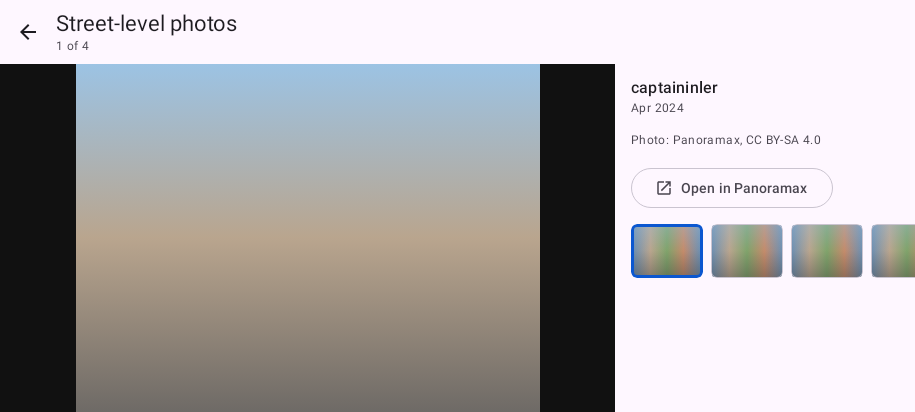 Street-level photos
1 of 4
captaininler
Apr 2024
Photo: Panoramax, CC BY-SA 4.0
Open in Panoramax